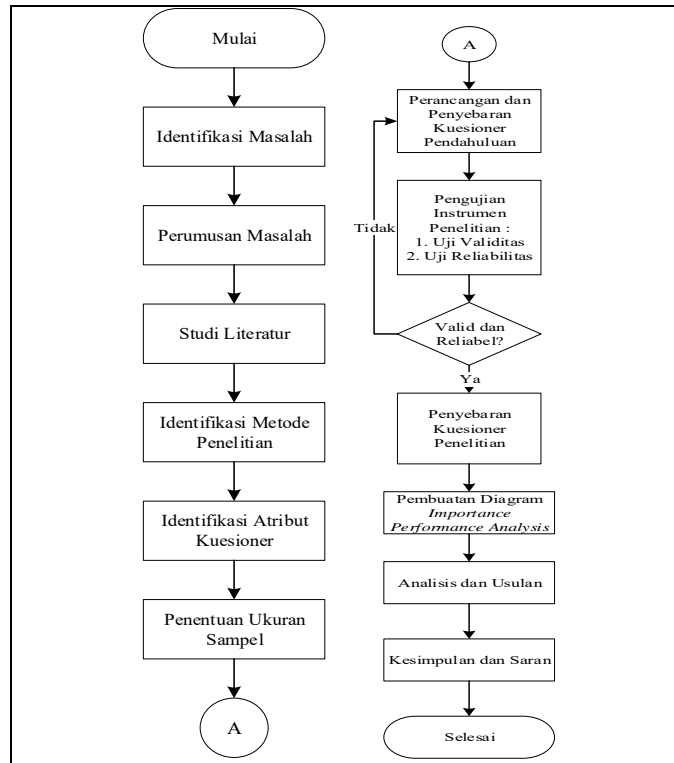 Mulai
Identifikasi Masalah
Perumusan Masalah
Studi Literatur
Identifikasi Metode
Penelitian
Identifikasi Atribut
Kuesioner
Penentuan Ukuran
Sampel
A
A
Perancangan dan
Penyebaran
Kuesioner
Pendahuluan
Pengujian
Instrumen
Penelitian :
1. Uji Validitas
2. Uji Reliabilitas
Tidak
Valid dan
Reliabel?
Ya
Penyebaran
Kuesioner
Penelitian
Pembuatan Diagram
Importance
Performance Analysis
Analisis dan Usulan
Kesimpulan dan Saran
Selesai